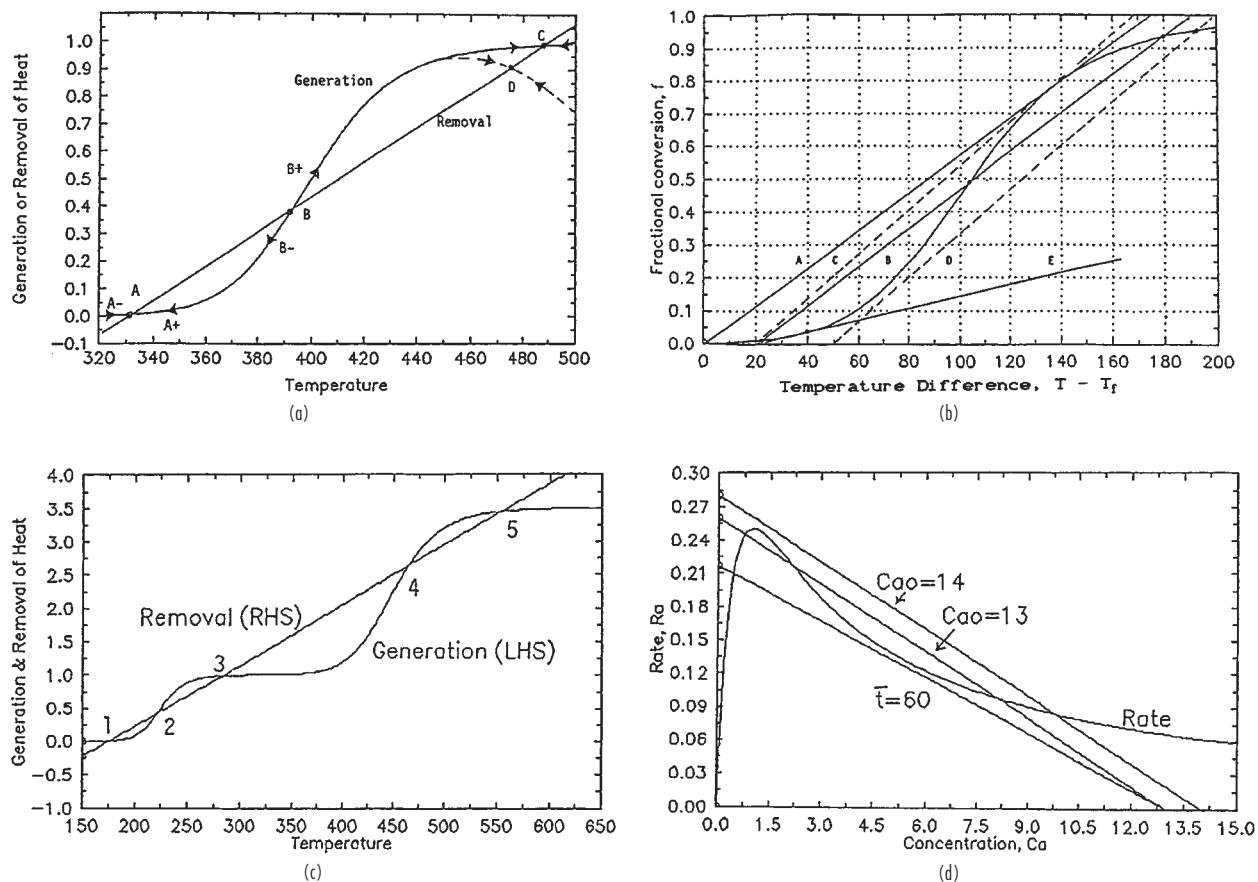 Generation or Removal of Heat
1.0
0.9
0.8
0.7
0.6
0.5
0.4
0.3
0.2
0.1
0.0
−0.1
Generation
Removal
A-
A
A+
B+
B
B-
C
D
320 340 360 380 400 420 440 460 480 500
Temperature
(a)
Fractional conversion, f
1.0
0.9
0.8
0.7
0.6
0.5
0.4
0.3
0.2
0.1
0.0
A C B D E
0 20 40 60 80 100 120 140 160 180 200
Temperature Difference, T - Tf
(b)
Generation & Removal of Heat
4.0
3.5
3.0
2.5
2.0
1.5
1.0
0.5
0.0
−0.5
−1.0
Removal (RHS)
Generation (LHS)
1
2
3
4
5
150 200 250 300 350 400 450 500 550 600 650
Temperature
(c)
Rate, Ra
0.30
0.27
0.24
0.21
0.18
0.15
0.12
0.09
0.06
0.03
0.00
Cao=14
Cao=13
t̄=60
Rate
0.0 1.5 3.0 4.5 6.0 7.5 9.0 10.5 12.0 13.5 15.0
Concentration, Ca
(d)